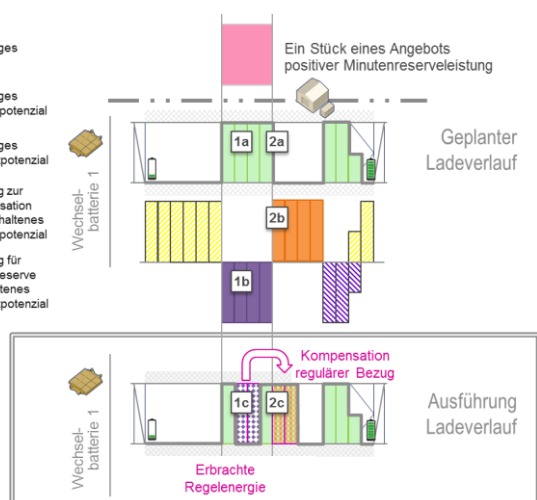 ges
ges
potenzial
ges
tpotenzial
g zur
sation
haltenes
potenzial
g für
eserve
tenes
tpotenzial
Ein Stück eines Angebots
positiver Minutenreserveleistung
Wechsel-
batterie 1
1a
2a
Geplanter
Ladeverlauf
2b
1b
Kompensation
regulärer Bezug
Wechsel-
batterie 1
1c
2c
Ausführung
Ladeverlauf
Erbrachte
Regelenergie